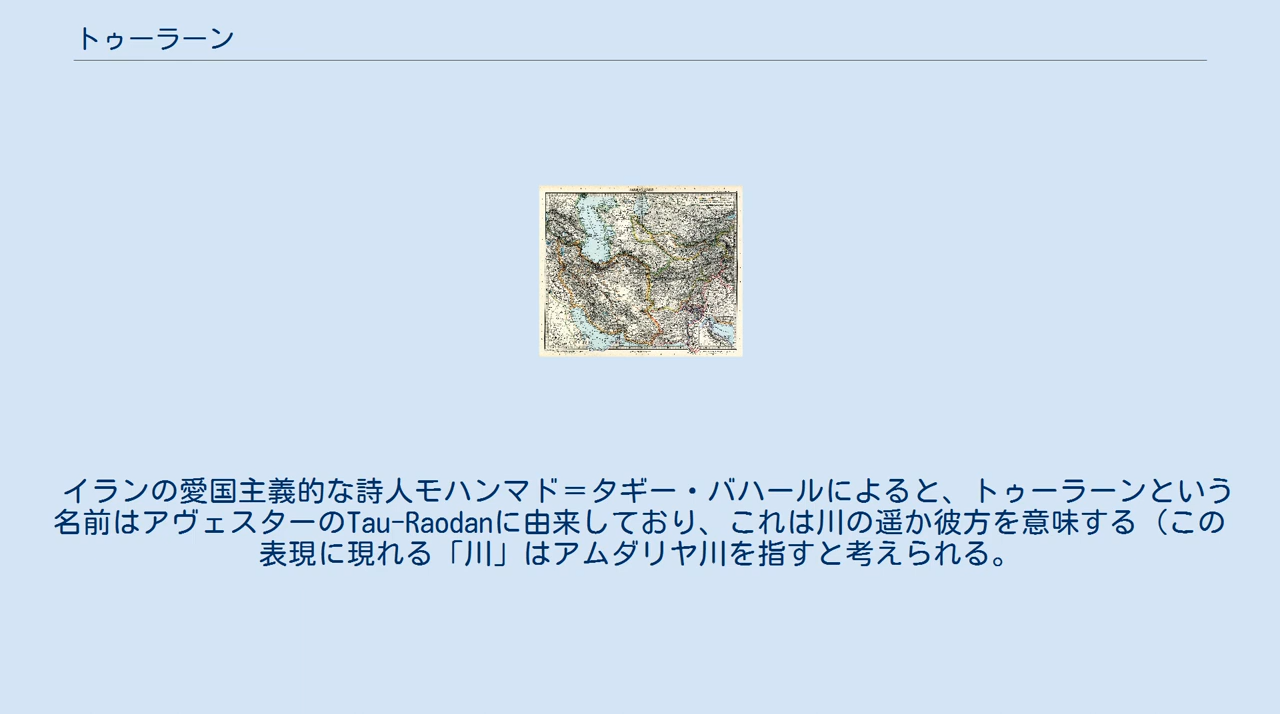 トゥーラーン
イランの愛国主義的な詩人モハンマド＝タギー・バハールによると、トゥーラーンという
名前はアヴェスターのTau-Raodanに由来しており、これは川の遥か彼方を意味する（この
表現に現れる「川」はアムダリヤ川を指すと考えられる。